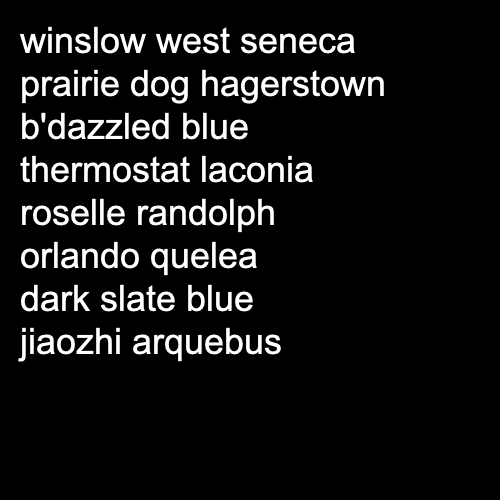 winslow west seneca
prairie dog hagerstown
b'dazzled blue
thermostat laconia
roselle randolph
orlando quelea
dark slate blue
jiaozhi arquebus